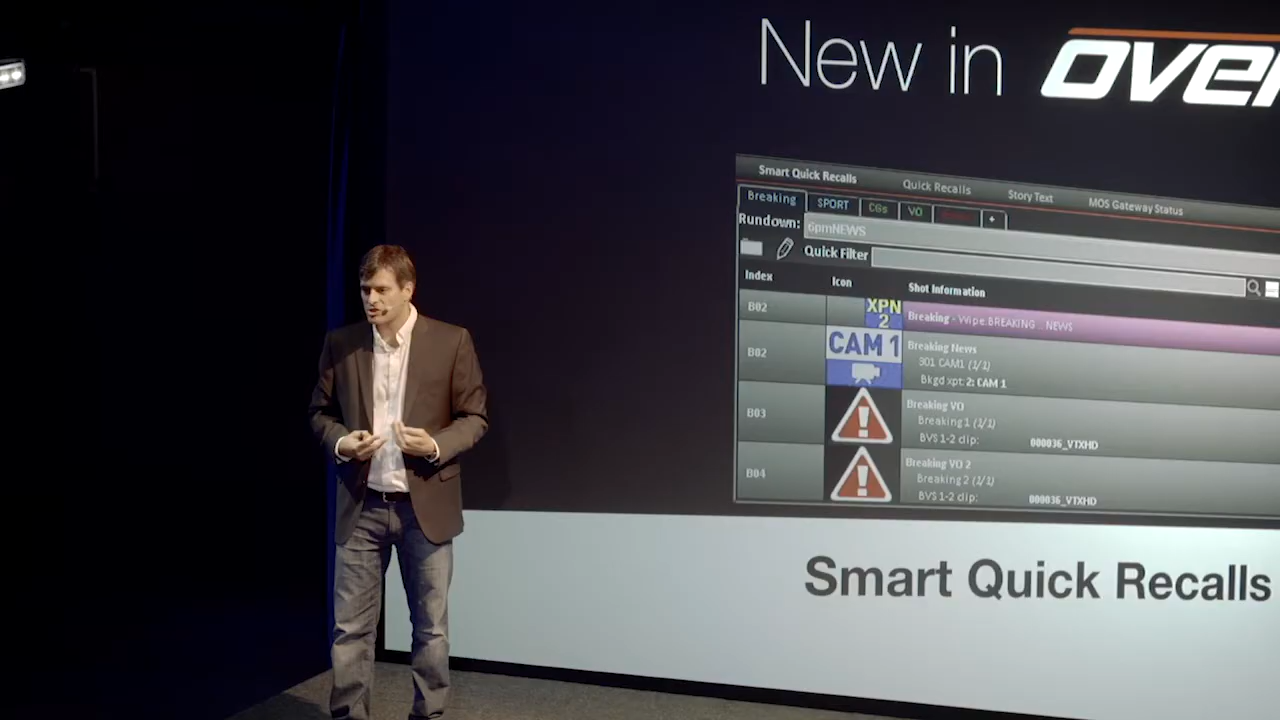 New in OVER
Smart Quick Recalls Quick Recalls Story Text MOS Gateway Status
Breaking SPORT CGs VO +
Rundown: 6pmNEWS
Quick Filter
Index Icon Shot Information
B02 XPN 2 Breaking - Wipe:BREAKING .. NEWS
B02 CAM 1 Breaking News
301 CAM1 (1/1)
Bkgd xpt: 2: CAM 1
B03 Breaking VO
Breaking 1 (1/1)
BVS 1-2 clip: 000036_VTXHD
B04 Breaking VO 2
Breaking 2 (1/1)
BVS 1-2 clip: 000036_VTXHD
Smart Quick Recalls